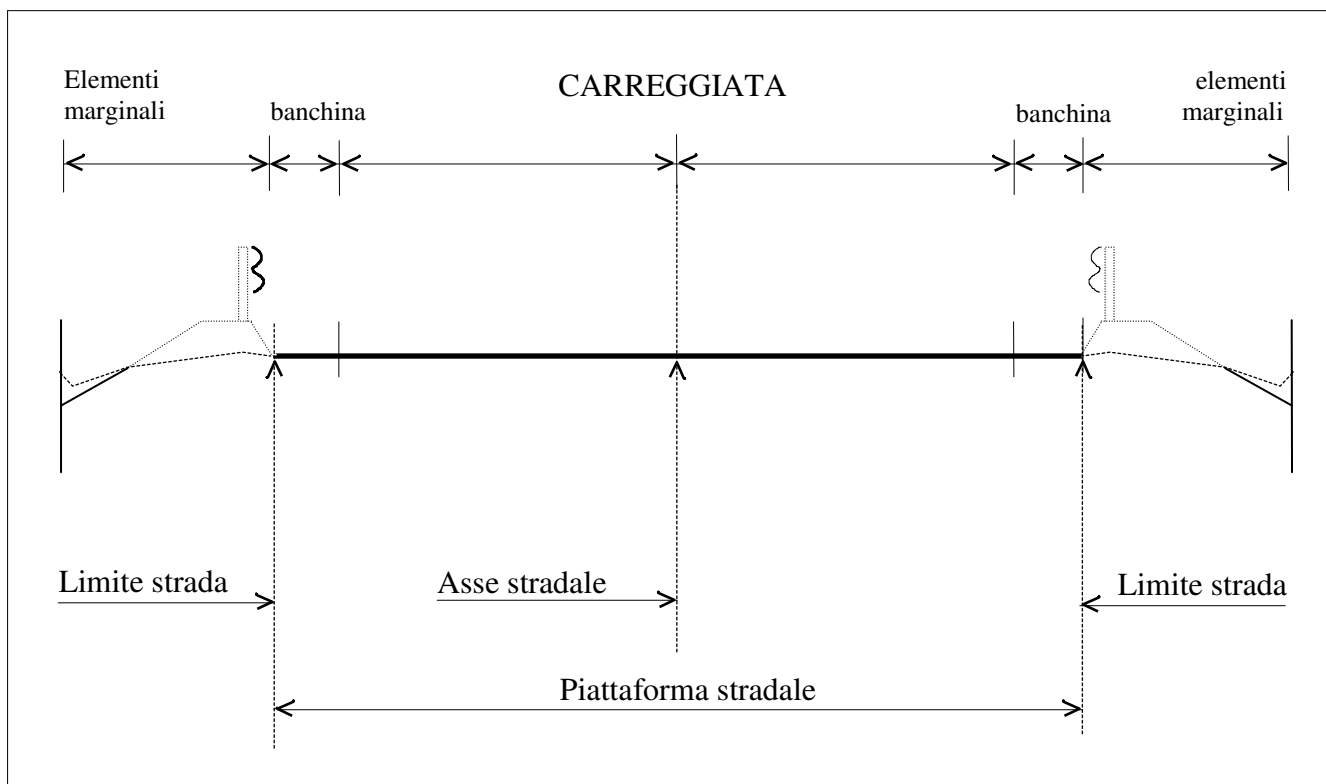 Elementi
marginali
banchina
CARREGGIATA
banchina
elementi
marginali
Limite strada
Asse stradale
Limite strada
Piattaforma stradale